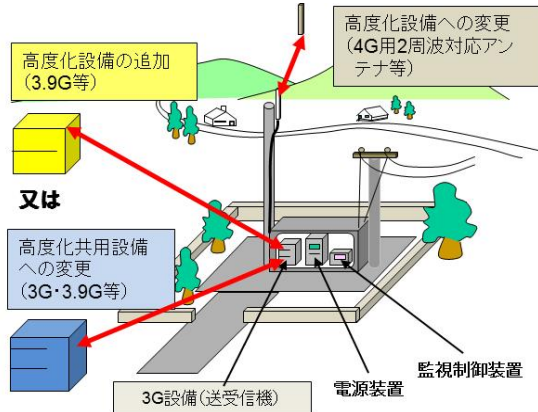 高度化設備の追加
(3.9G等)
高度化設備への変更
(4G用2周波対応アン
テナ等)
又は
高度化共用設備
への変更
(3G・3.9G等)
3G設備(送受信機)
電源装置
監視制御装置